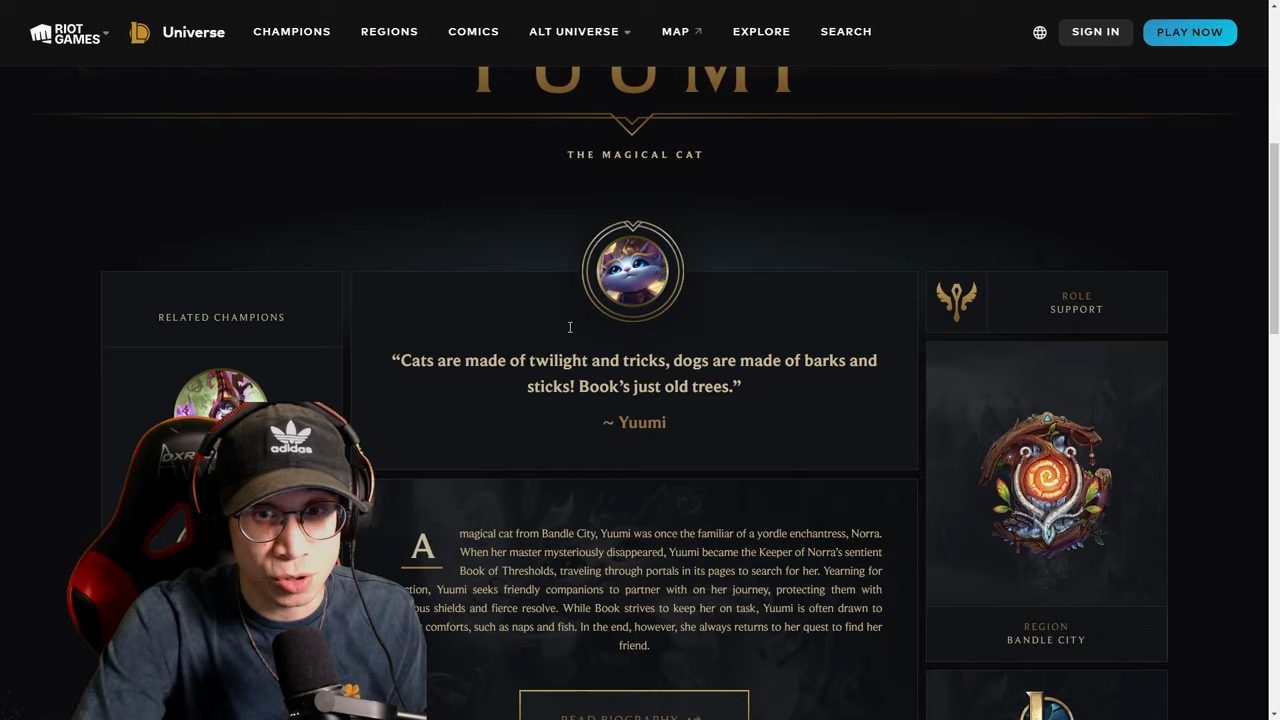 RIOT
GAMES
Universe
CHAMPIONS
REGIONS
COMICS
ALT UNIVERSE
MAP
EXPLORE
SEARCH
SIGN IN
PLAY NOW
YUUMI
THE MAGICAL CAT
RELATED CHAMPIONS
“Cats are made of twilight and tricks, dogs are made of barks and
sticks! Book’s just old trees.”
~ Yuumi
A magical cat from Bandle City, Yuumi was once the familiar of a yordle enchantress, Norra.
When her master mysteriously disappeared, Yuumi became the Keeper of Norra’s sentient
Book of Thresholds, traveling through portals in its pages to search for her. Yearning for
ction, Yuumi seeks friendly companions to partner with on her journey, protecting them with
ous shields and fierce resolve. While Book strives to keep her on task, Yuumi is often drawn to
comforts, such as naps and fish. In the end, however, she always returns to her quest to find her
friend.
READ BIOGRAPHY
ROLE
SUPPORT
REGION
BANDLE CITY
adidas